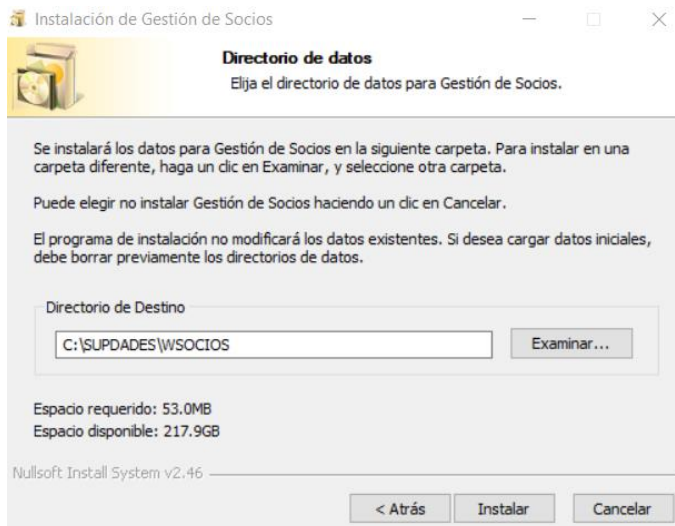 Instalación de Gestión de Socios
Directorio de datos
Elija el directorio de datos para Gestión de Socios.
Se instalará los datos para Gestión de Socios en la siguiente carpeta. Para instalar en una
carpeta diferente, haga un clic en Examinar, y seleccione otra carpeta.
Puede elegir no instalar Gestión de Socios haciendo un clic en Cancelar.
El programa de instalación no modificará los datos existentes. Si desea cargar datos iniciales,
debe borrar previamente los directorios de datos.
Directorio de Destino
C:\SUPDADES\WSOCIOS
Examinar...
Espacio requerido: 53.0MB
Espacio disponible: 217.9GB
Nullsoft Install System v2.46
< Atrás
Instalar
Cancelar